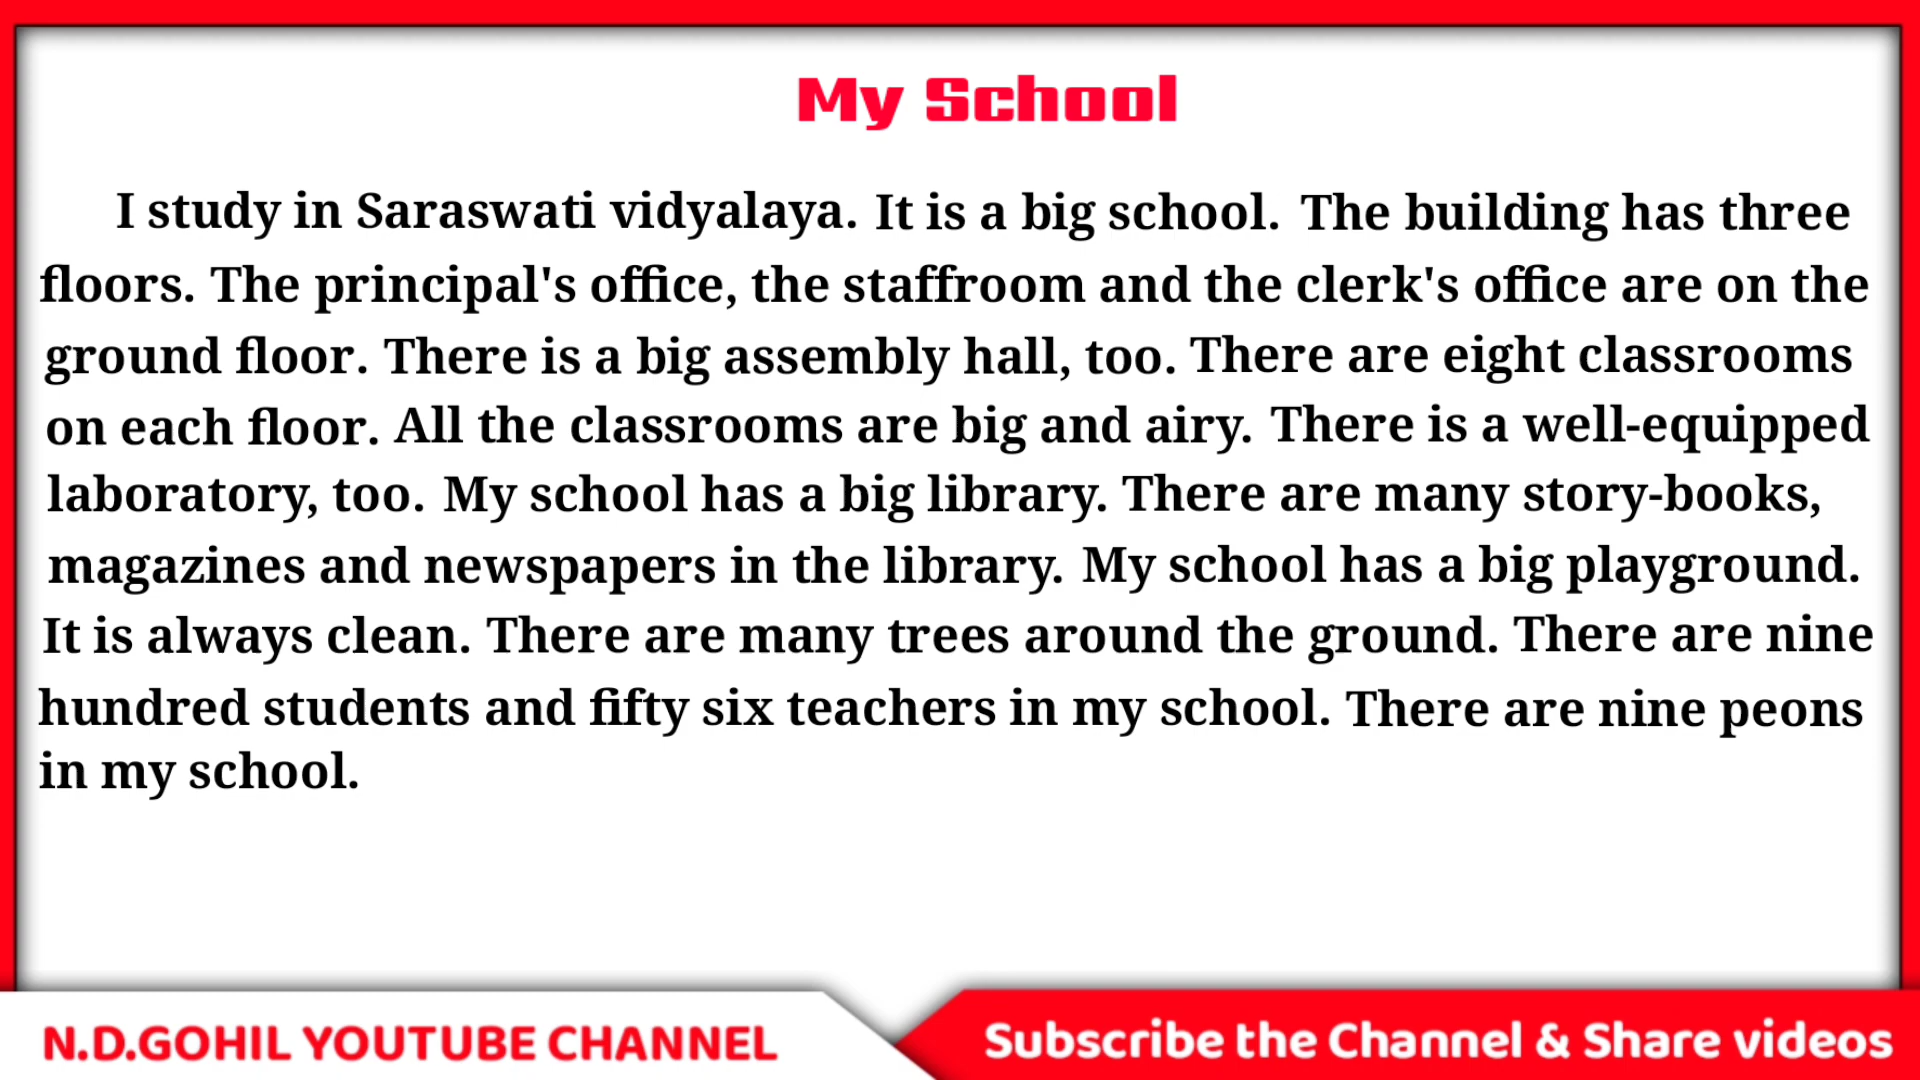 My School
I study in Saraswati vidyalaya. It is a big school. The building has three
floors. The principal's office, the staffroom and the clerk's office are on the
ground floor. There is a big assembly hall, too. There are eight classrooms
on each floor. All the classrooms are big and airy. There is a well-equipped
laboratory, too. My school has a big library. There are many story-books,
magazines and newspapers in the library. My school has a big playground.
It is always clean. There are many trees around the ground. There are nine
hundred students and fifty six teachers in my school. There are nine peons
in my school.
N.D.GOHIL YOUTUBE CHANNEL
Subscribe the Channel & Share videos